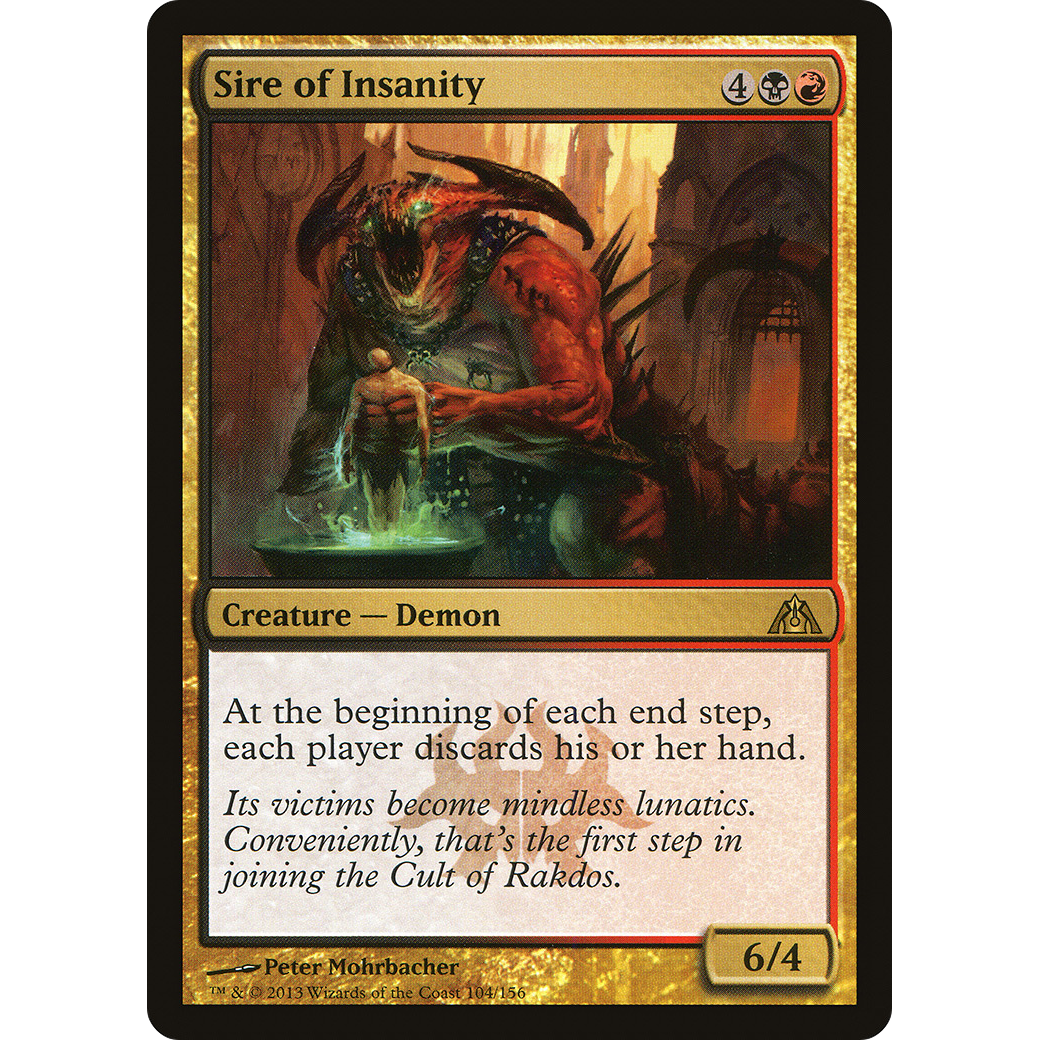 Sire of Insanity
4
Creature — Demon
At the beginning of each end step,
each player discards his or her hand.
Its victims become mindless lunatics.
Conveniently, that's the first step in
joining the Cult of Rakdos.
6/4
Peter Mohrbacher
™ & © 2013 Wizards of the Coast 104/156